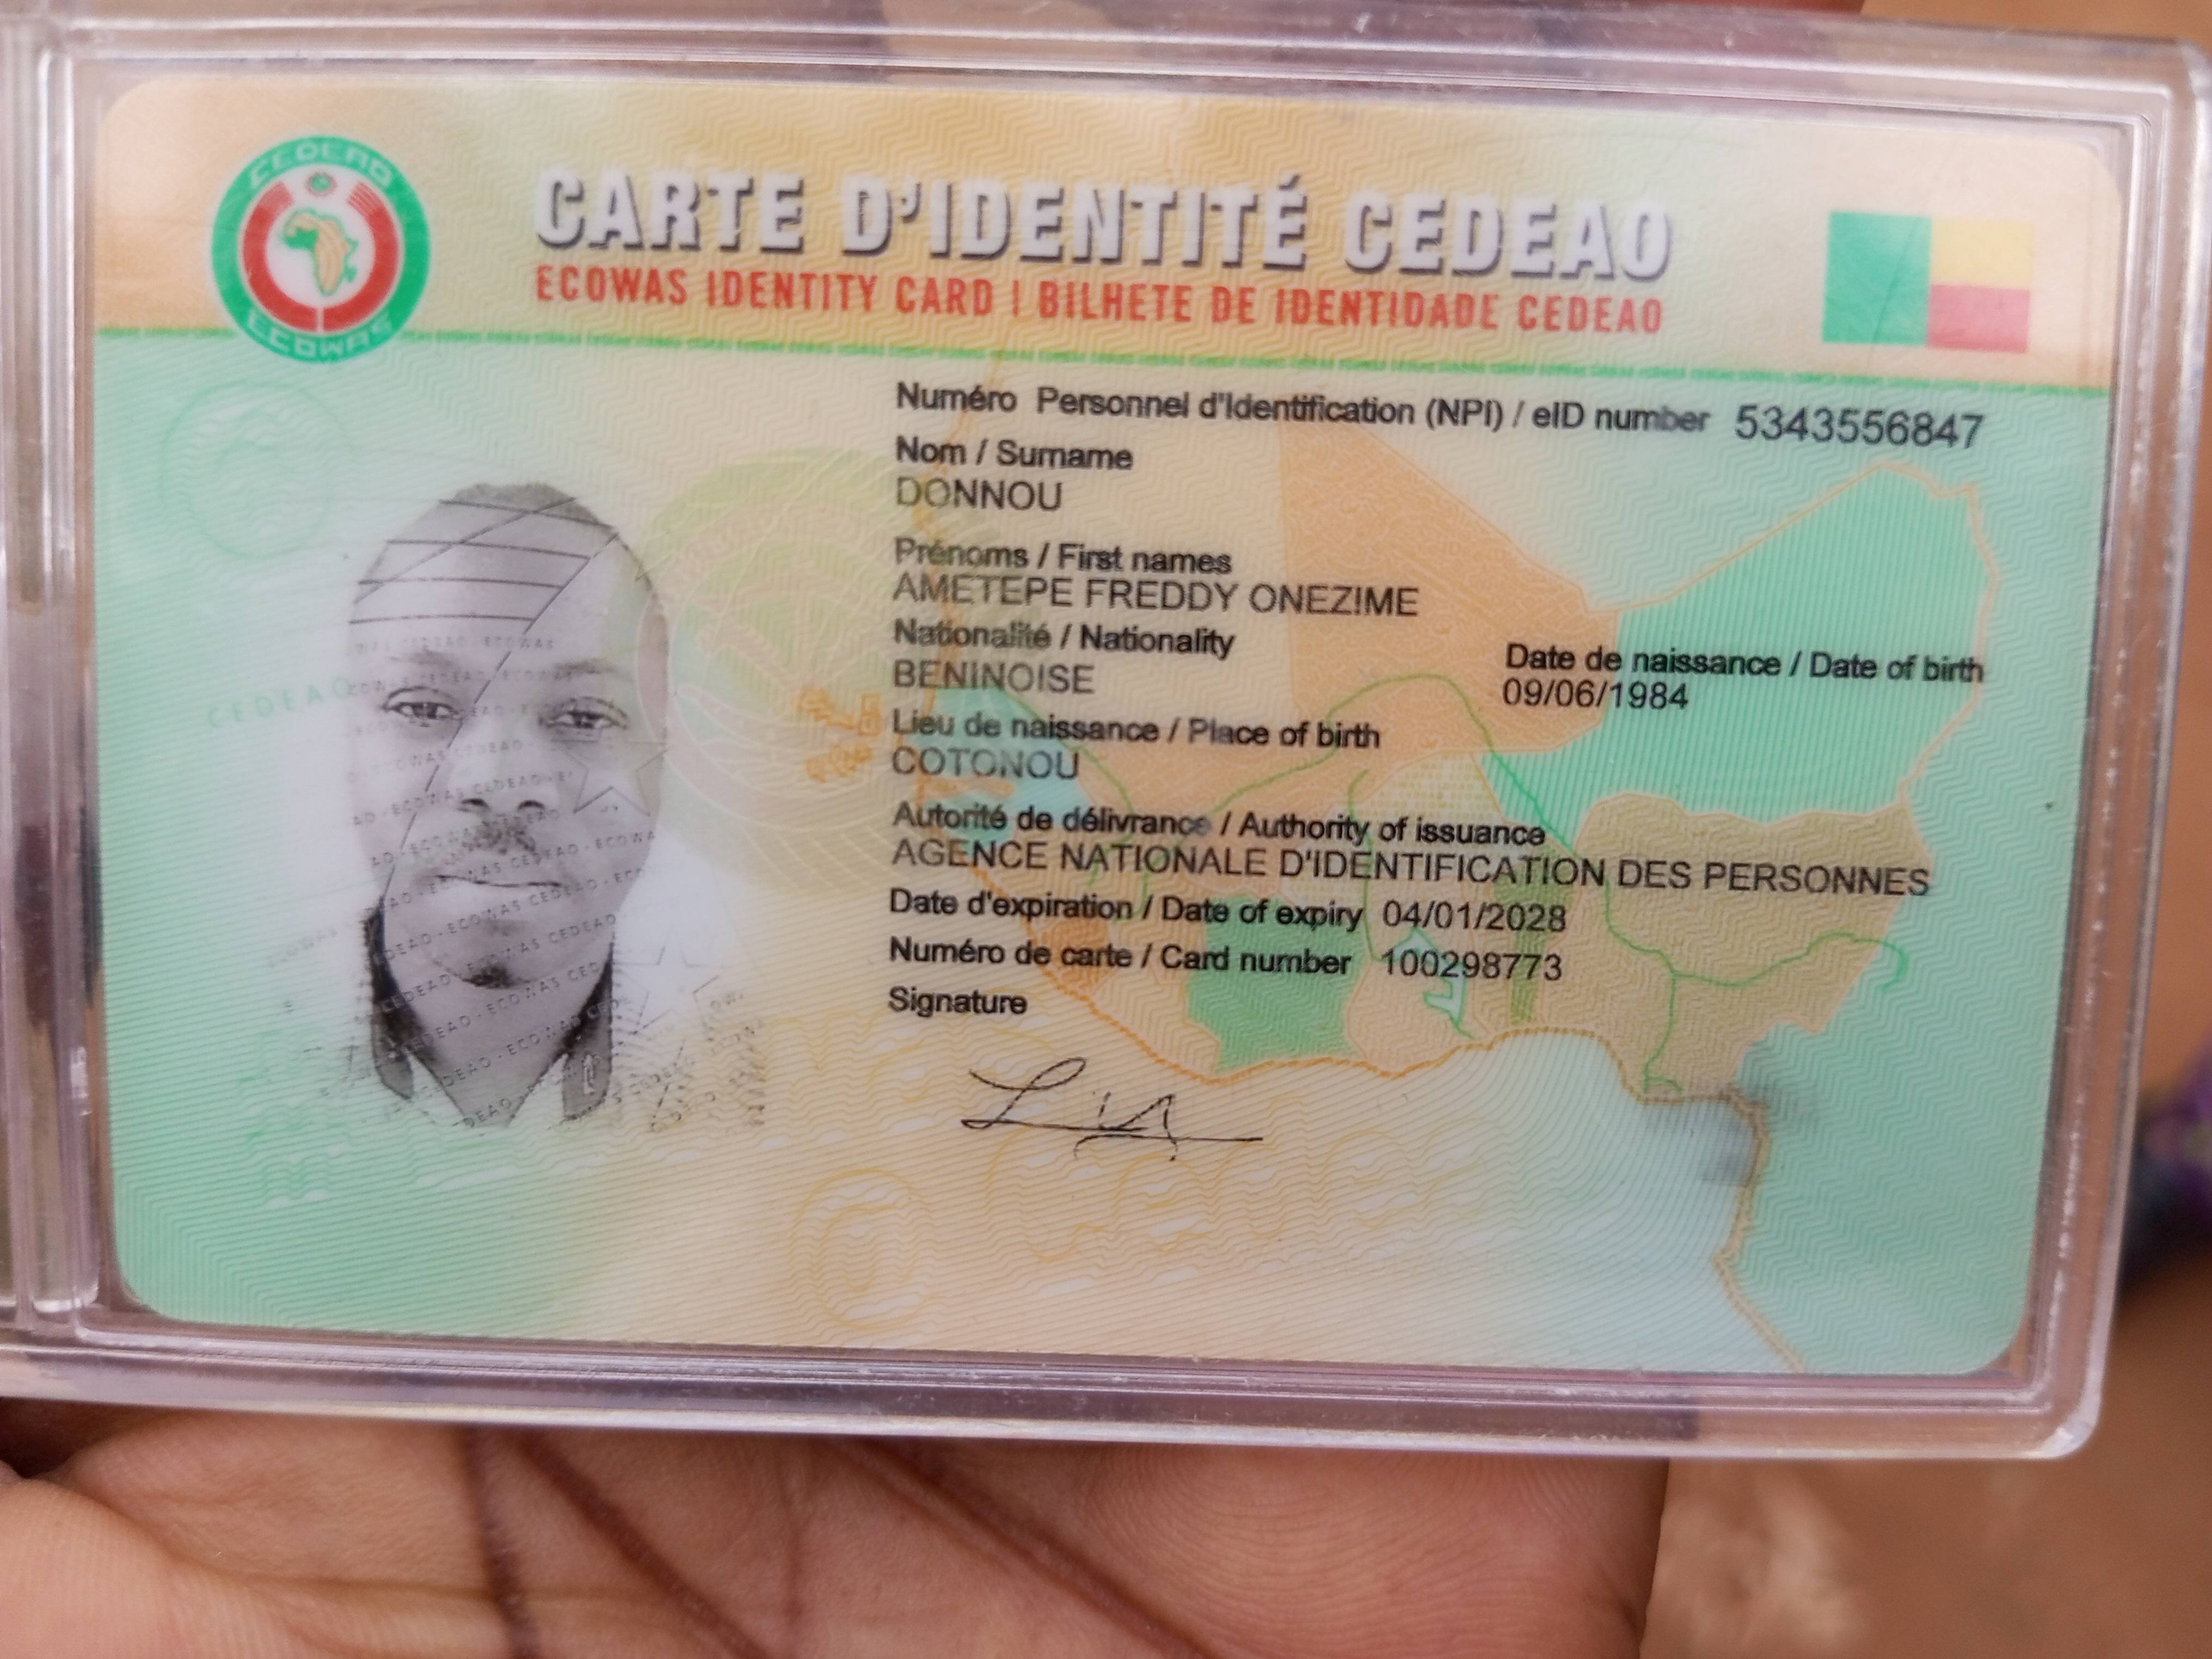 CEDEAO
ECOWAS
CARTE D'IDENTITÉ CEDEAO
ECOWAS IDENTITY CARD | BILHETE DE IDENTIDADE CEDEAO
Numéro Personnel d'Identification (NPI) / eID number 5343556847
Nom / Surname
DONNOU
Prénoms / First names
AMETEPE FREDDY ONEZIME
Nationalité / Nationality
BENINOISE
Date de naissance / Date of birth
09/06/1984
Lieu de naissance / Place of birth
COTONOU
Autorité de délivrance / Authority of issuance
AGENCE NATIONALE D'IDENTIFICATION DES PERSONNES
Date d'expiration / Date of expiry 04/01/2028
Numéro de carte / Card number 100298773
Signature